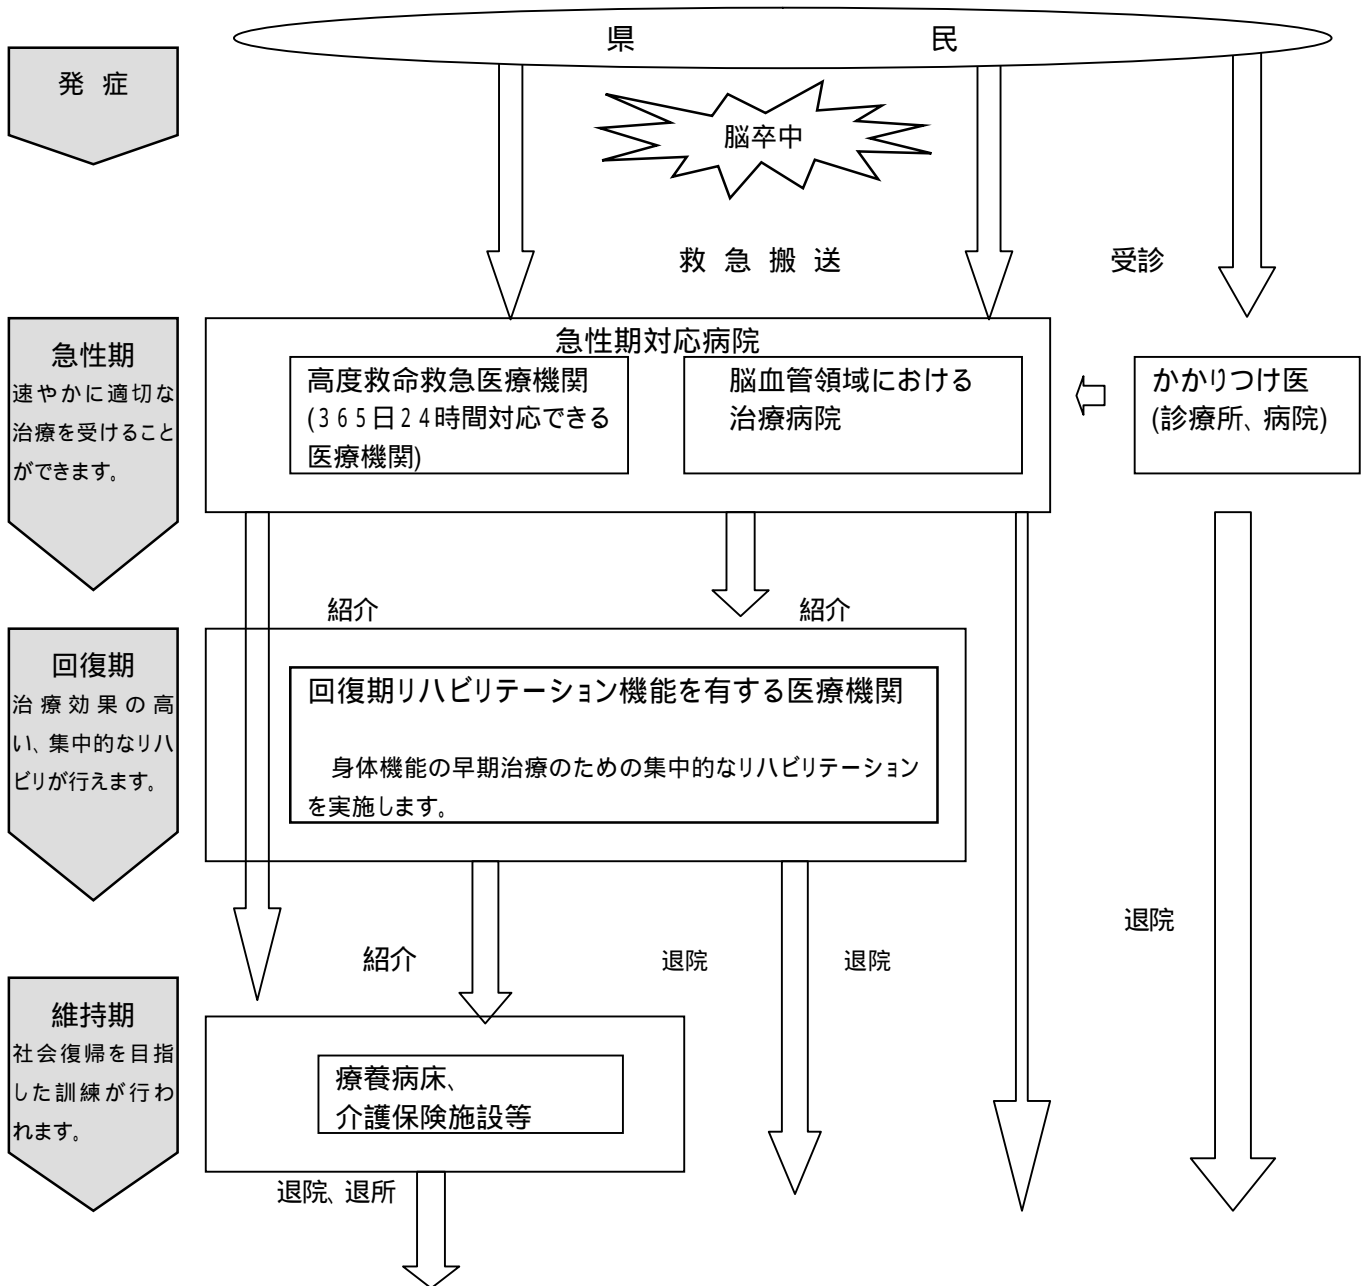 県 民
発 症
脳卒中
救 急 搬 送
受診
急性期
速やかに適切な
治療を受けること
ができます。
急性期対応病院
高度救命救急医療機関
(365日24時間対応できる
医療機関)
脳血管領域における
治療病院
かかりつけ医
(診療所、病院)
紹介
紹介
回復期
治療効果の高
い、集中的なリハ
ビリが行えます。
回復期リハビリテーション機能を有する医療機関
身体機能の早期治療のための集中的なリハビリテーション
を実施します。
紹介
退院
退院
退院
維持期
社会復帰を目指
した訓練が行わ
れます。
療養病床、
介護保険施設等
退院、退所